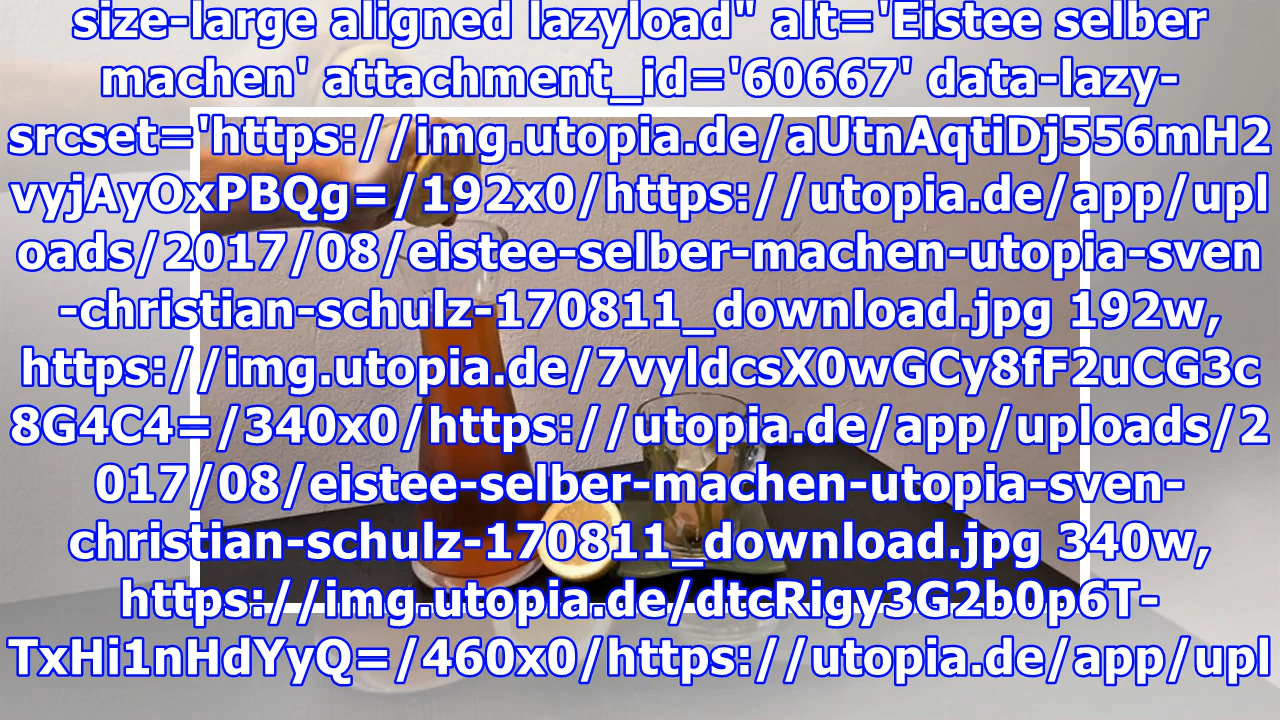 size-large aligned lazyload" alt='Eistee selber
machen' attachment_id='60667' data-lazy-
srcset='https://img.utopia.de/aUtnAqtiDj556mH2
vyjAyOxPBQg=/192x0/https://utopia.de/app/upl
oads/2017/08/eistee-selber-machen-utopia-sven
-christian-schulz-170811_download.jpg 192w,
https://img.utopia.de/7vyldcsX0wGCy8fF2uCG3c
8G4C4=/340x0/https://utopia.de/app/uploads/2
017/08/eistee-selber-machen-utopia-sven-
christian-schulz-170811_download.jpg 340w,
https://img.utopia.de/dtcRigy3G2b0p6T-
TxHi1nHdYyQ=/460x0/https://utopia.de/app/upl